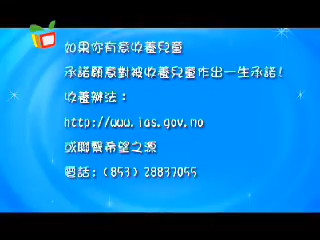 如果你有意收養兒童
承諾願意對被收養兒童作出一生承諾！
收養辦法：
http://www.ias.gov.mo
或聯繫希望之源
電話：(853) 28837055